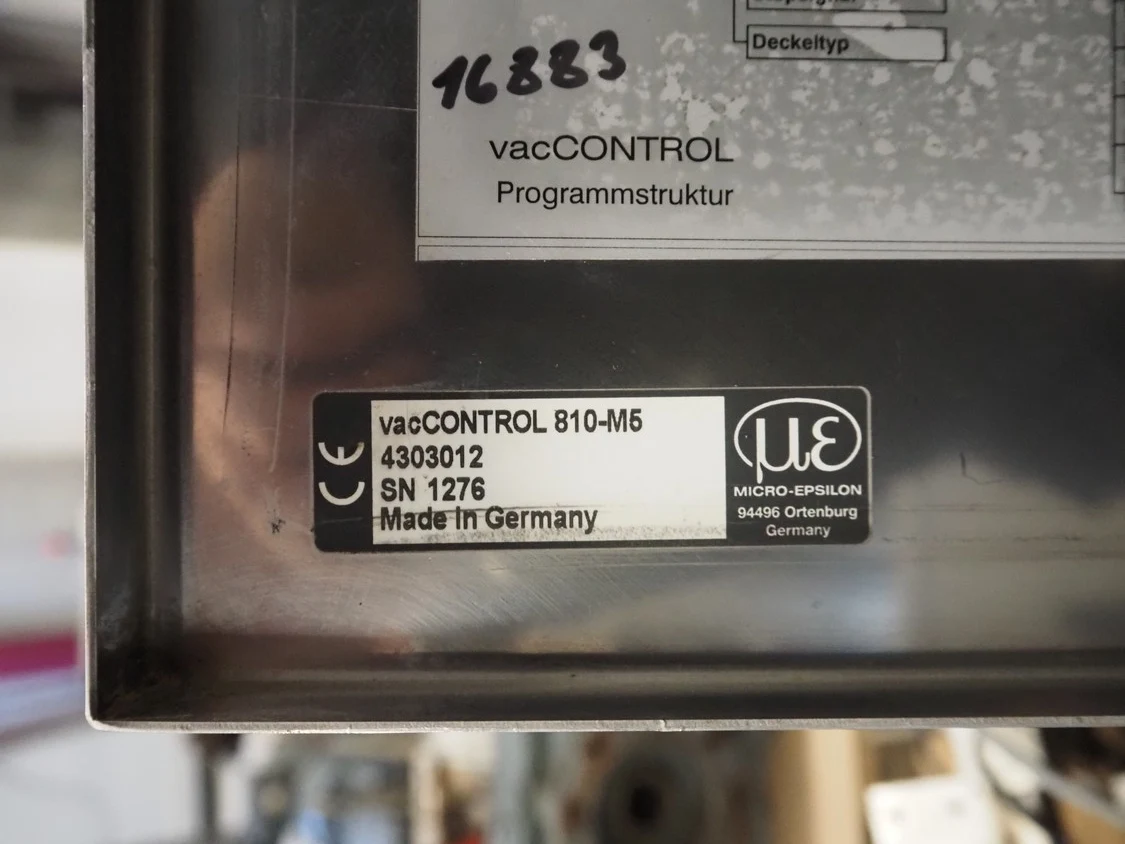 Deckeltyp
16883
vacCONTROL
Programmstruktur
vacCONTROL 810-M5
4303012
SN 1276
Made in Germany
CE
με
MICRO-EPSILON
94496 Ortenburg
Germany